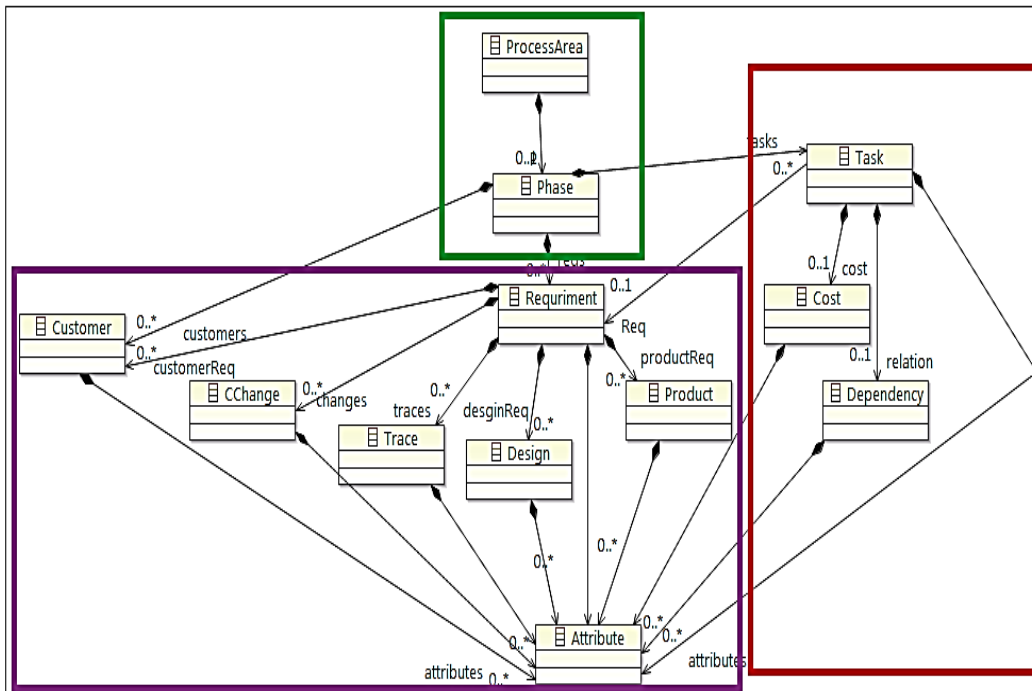 ProcessArea
0..
tasks
Task
0..*
Phase
reqs
0..*
0..1
cost
0..1
Requriment
Cost
Customer
0..*
customers
Req
0..*
customerReq
productReq
0..1
relation
CChange
0..*
changes
0..*
traces
desginReq
0..*
0..*
Product
Dependency
Trace
Design
0..*
0..*
Attribute
0..*
0..*
0..*
attributes
0..*
attributes